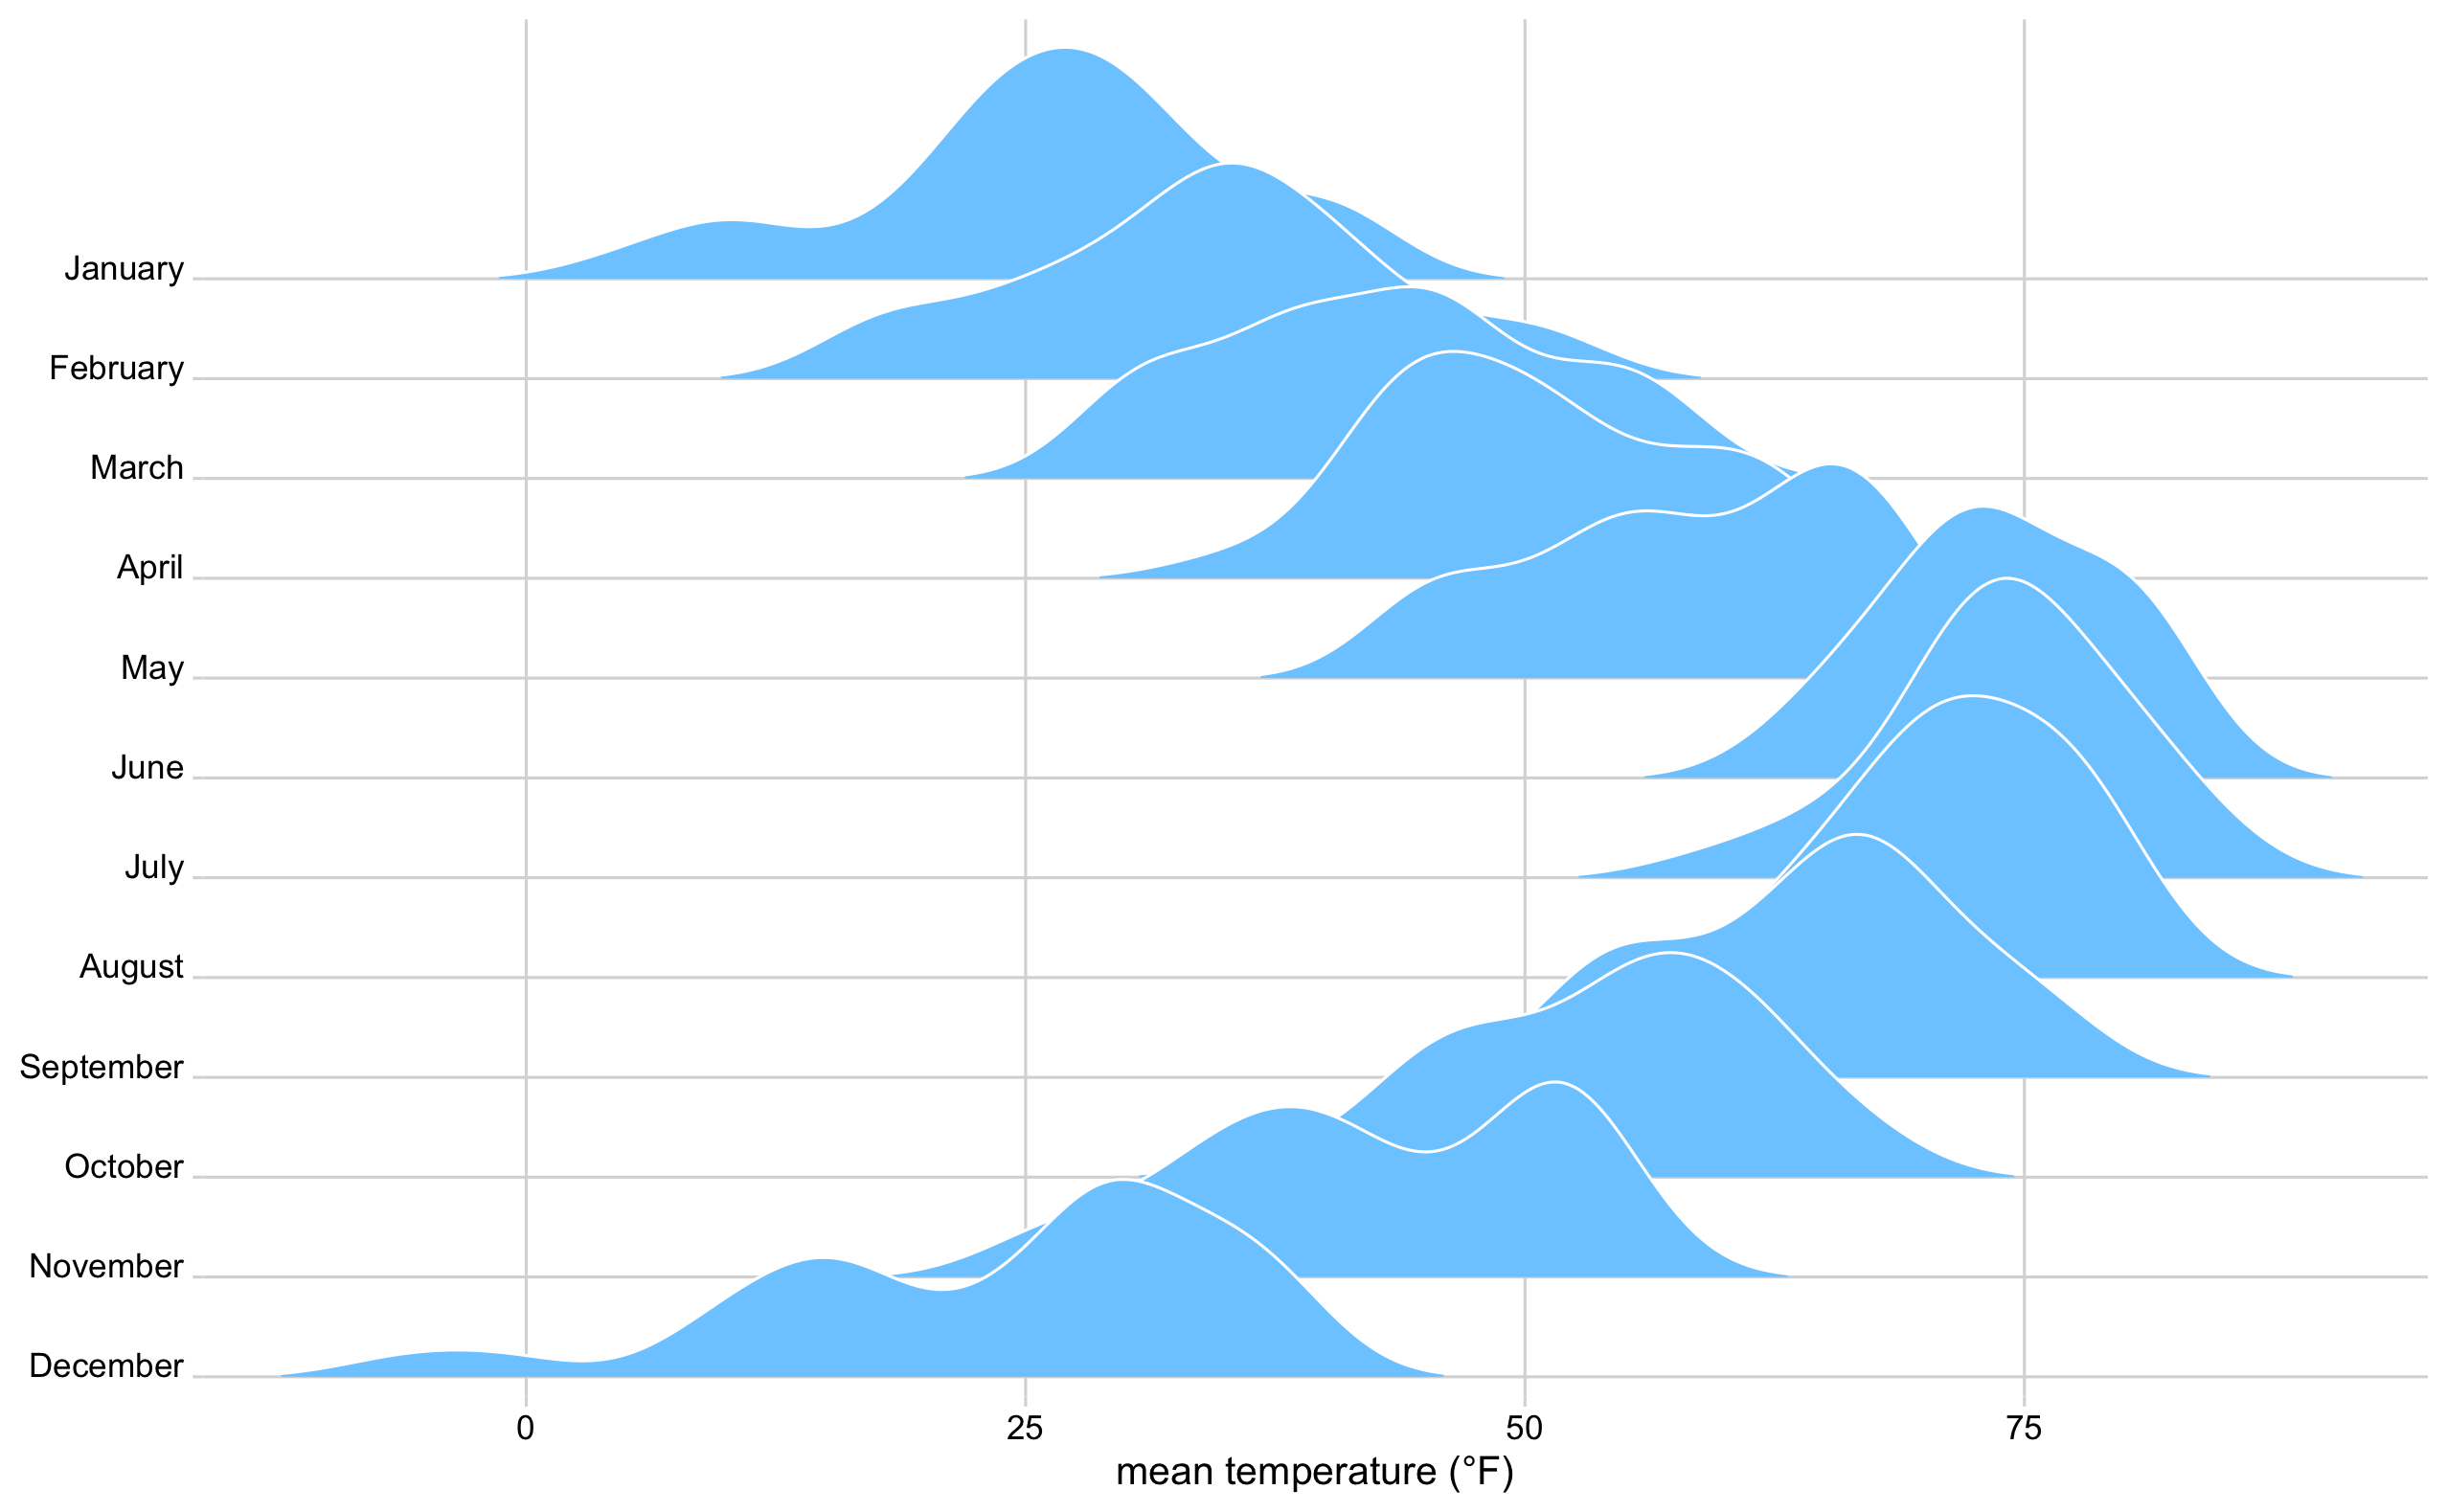 January
February
March
April
May
June
July
August
September
October
November
December
0 25 50 75
mean temperature (°F)